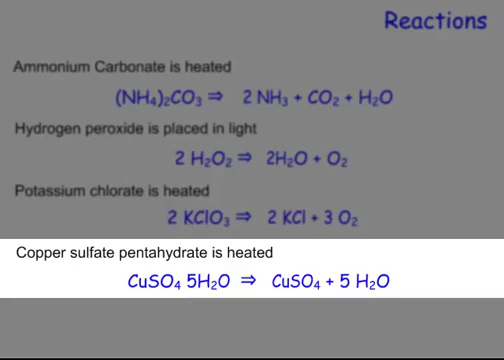 Reactions
Ammonium Carbonate is heated
(NH₄)₂CO₃ ⇒ 2 NH₃ + CO₂ + H₂O
Hydrogen peroxide is placed in light
2 H₂O₂ ⇒ 2H₂O + O₂
Potassium chlorate is heated
2 KClO₃ ⇒ 2 KCl + 3 O₂
Copper sulfate pentahydrate is heated
CuSO₄ 5H₂O ⇒ CuSO₄ + 5 H₂O